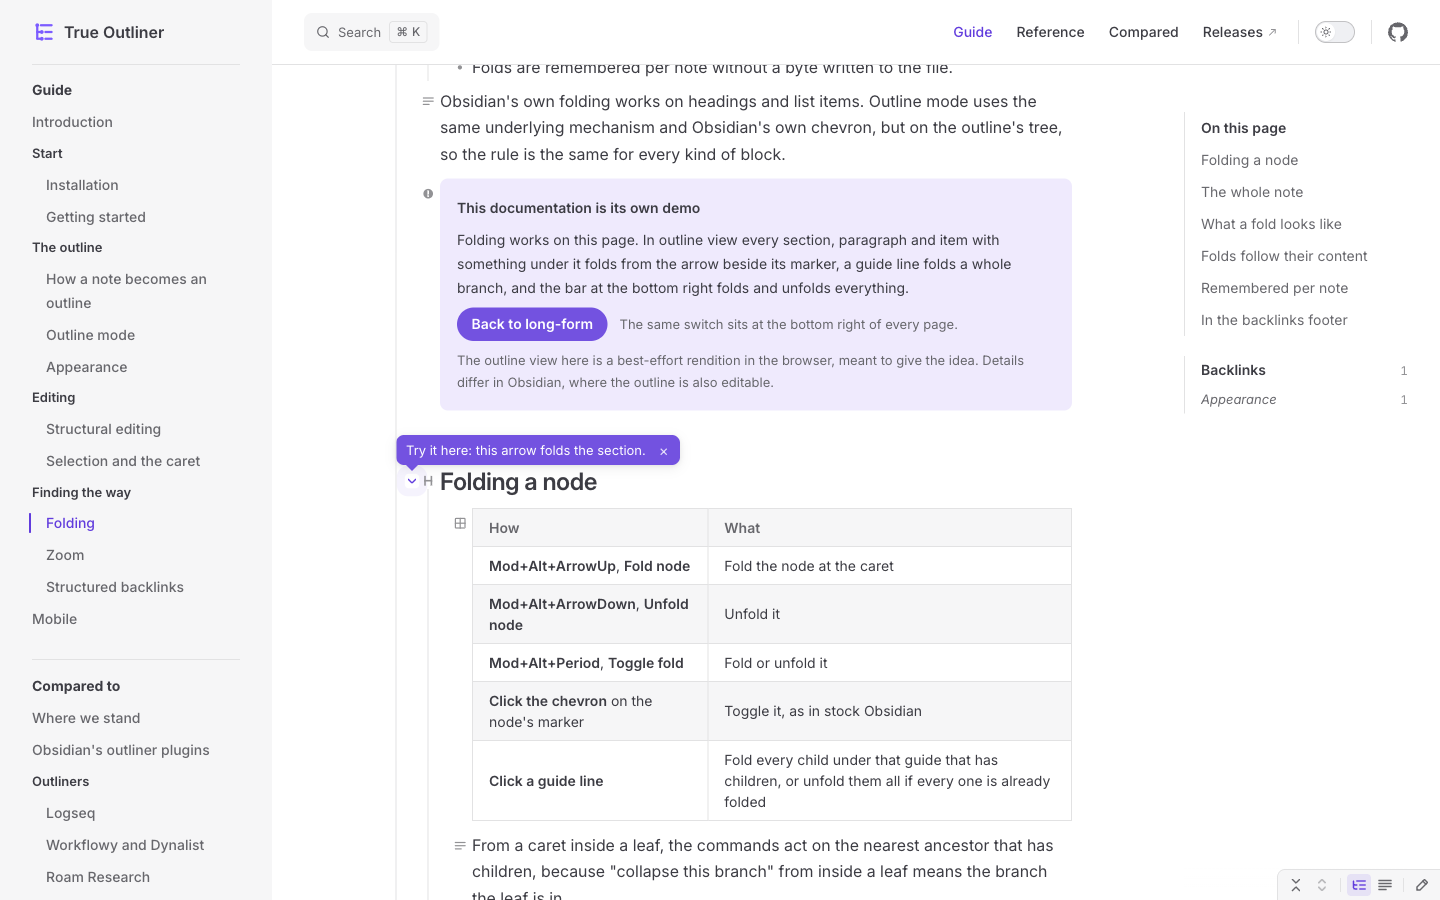 True Outliner
Search ⌘ K
Guide Reference Compared Releases ↗
Guide
Introduction
Start
Installation
Getting started
The outline
How a note becomes an
outline
Outline mode
Appearance
Editing
Structural editing
Selection and the caret
Finding the way
Folding
Zoom
Structured backlinks
Mobile
Compared to
Where we stand
Obsidian's outliner plugins
Outliners
Logseq
Workflowy and Dynalist
Roam Research
• Folds are remembered per note without a byte written to the file.
Obsidian's own folding works on headings and list items. Outline mode uses the
same underlying mechanism and Obsidian's own chevron, but on the outline's tree,
so the rule is the same for every kind of block.
This documentation is its own demo
Folding works on this page. In outline view every section, paragraph and item with
something under it folds from the arrow beside its marker, a guide line folds a whole
branch, and the bar at the bottom right folds and unfolds everything.
Back to long-form The same switch sits at the bottom right of every page.
The outline view here is a best-effort rendition in the browser, meant to give the idea. Details
differ in Obsidian, where the outline is also editable.
Try it here: this arrow folds the section. ×
H Folding a node
How What
Mod+Alt+ArrowUp, Fold node Fold the node at the caret
Mod+Alt+ArrowDown, Unfold
node
Unfold it
Mod+Alt+Period, Toggle fold Fold or unfold it
Click the chevron on the
node's marker
Toggle it, as in stock Obsidian
Click a guide line
Fold every child under that guide that has
children, or unfold them all if every one is already
folded
From a caret inside a leaf, the commands act on the nearest ancestor that has
children, because "collapse this branch" from inside a leaf means the branch
the leaf is in.
On this page
Folding a node
The whole note
What a fold looks like
Folds follow their content
Remembered per note
In the backlinks footer
Backlinks 1
Appearance 1